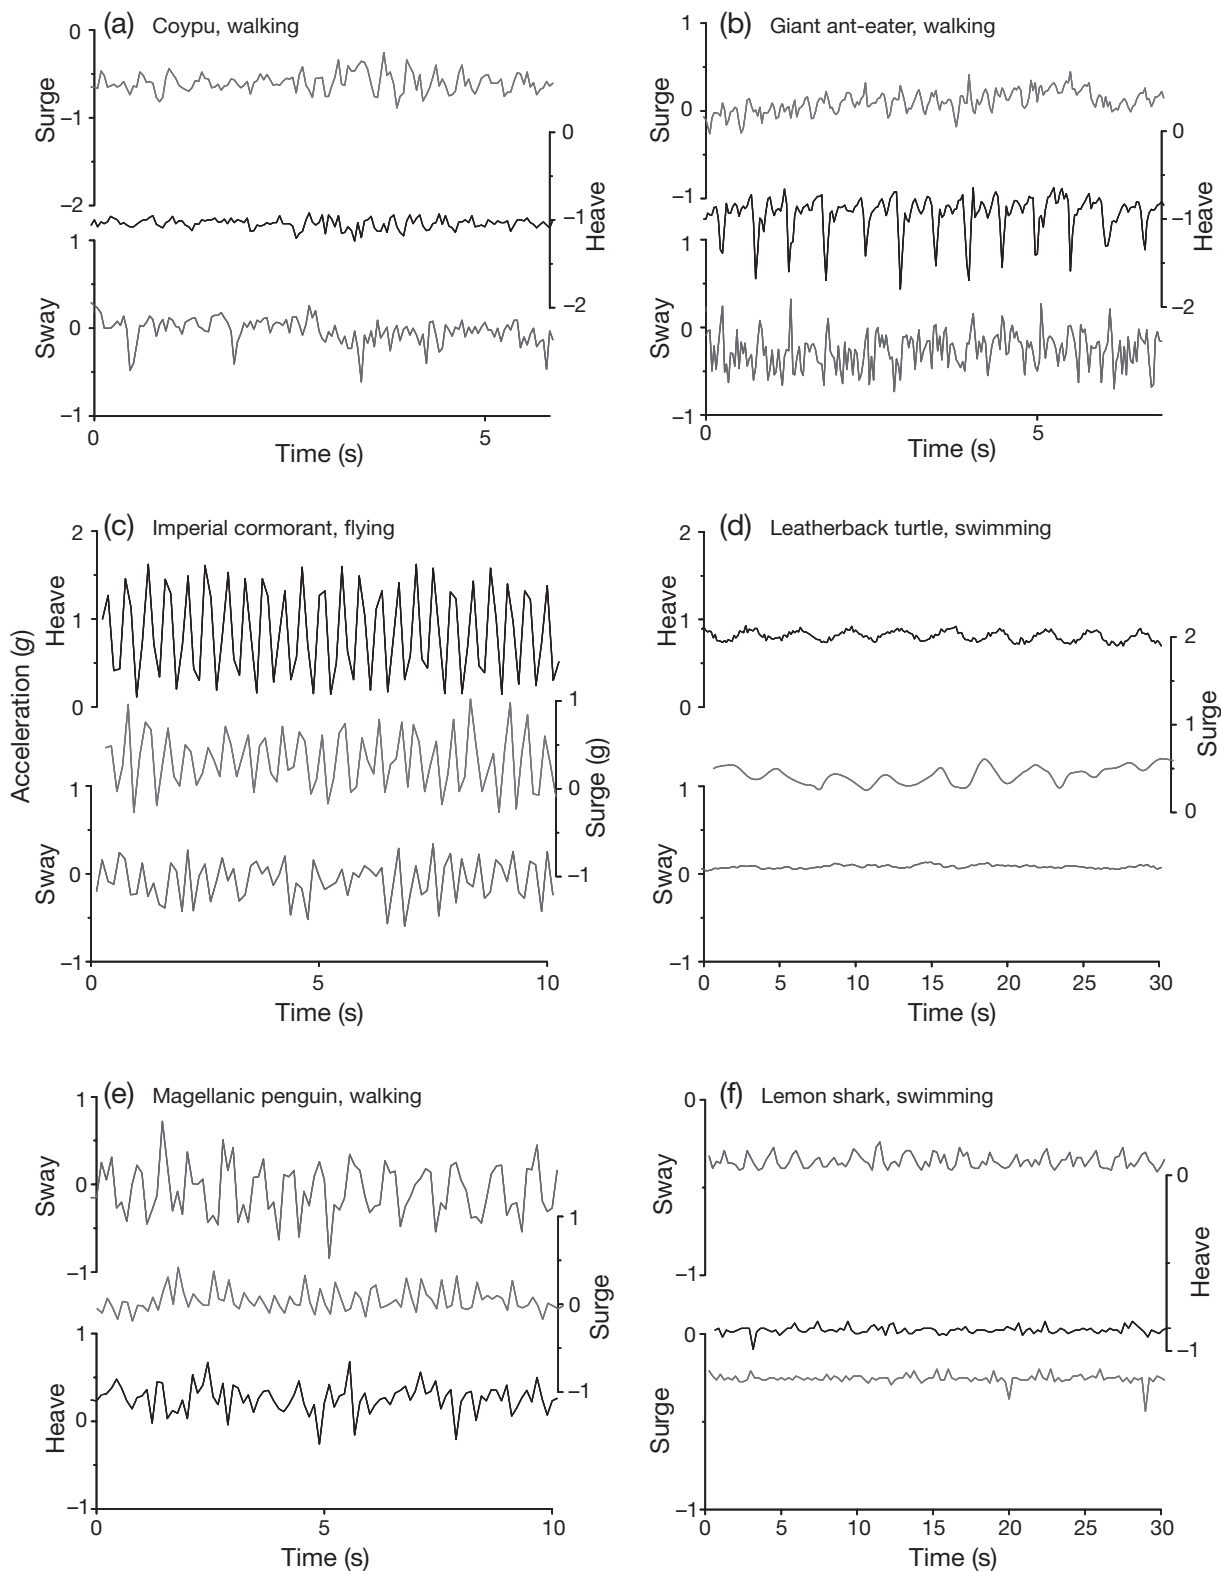 (a) Coypu, walking
0
−1
−2
Surge
0
−1
−2
Heave
1
0
−1
Sway
0
5
Time (s)
(b) Giant ant-eater, walking
1
0
−1
Surge
0
−1
−2
Heave
1
0
−1
Sway
0
5
Time (s)
Acceleration (g)
(c) Imperial cormorant, flying
2
1
0
Heave
1
0
−1
Surge (g)
1
0
−1
Sway
0
5
10
Time (s)
(d) Leatherback turtle, swimming
2
1
0
Heave
2
1
0
Surge
1
0
−1
Sway
0
5
10
15
20
25
30
Time (s)
(e) Magellanic penguin, walking
1
0
−1
Sway
1
0
−1
Surge
1
0
−1
Heave
0
5
10
Time (s)
(f) Lemon shark, swimming
0
−1
Sway
0
−1
Heave
0
−1
Surge
0
5
10
15
20
25
30
Time (s)